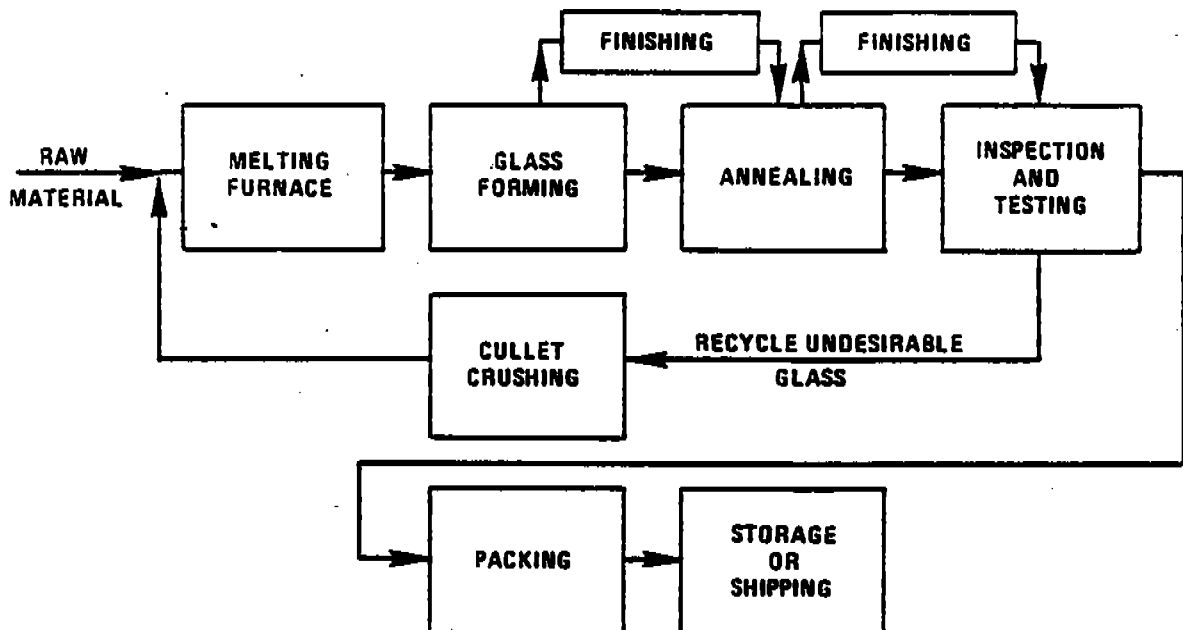 FINISHING
FINISHING
RAW
MATERIAL
MELTING
FURNACE
GLASS
FORMING
ANNEALING
INSPECTION
AND
TESTING
CULLET
CRUSHING
RECYCLE UNDESIRABLE
GLASS
PACKING
STORAGE
OR
SHIPPING